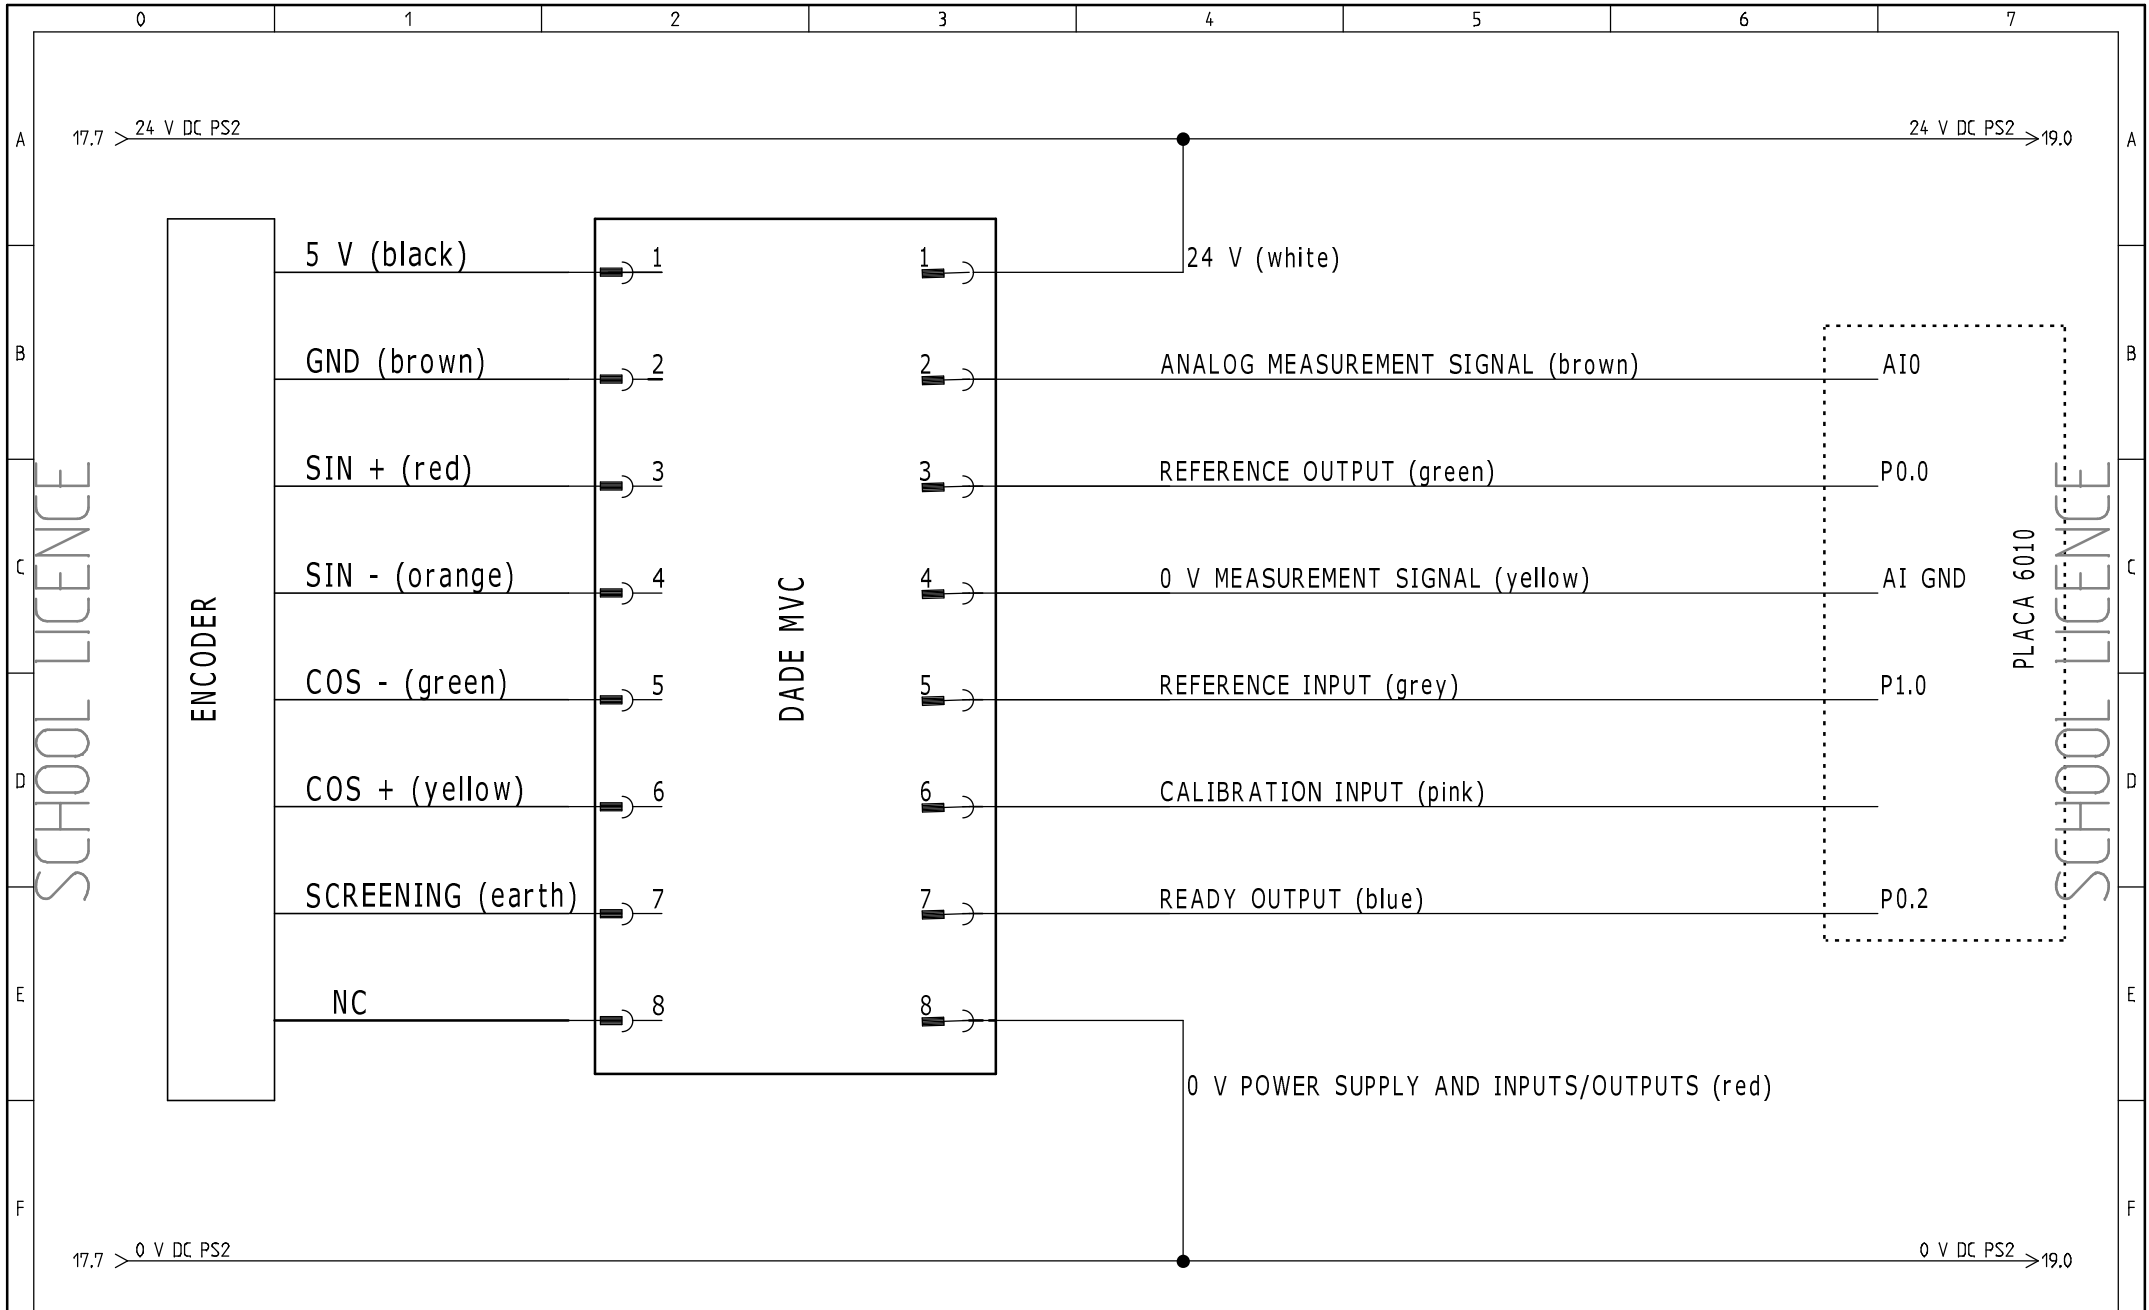 0 1 2 3 4 5 6 7
A 17.7 24 V DC PS2 24 V DC PS2 19.0 A
5 V (black) 1 1 24 V (white)
B GND (brown) 2 2 ANALOG MEASUREMENT SIGNAL (brown) AI0 B
SIN + (red) 3 3 REFERENCE OUTPUT (green) P0.0
C SIN - (orange) 4 4 0 V MEASUREMENT SIGNAL (yellow) AI GND C
COS - (green) 5 5 REFERENCE INPUT (grey) P1.0
D COS + (yellow) 6 6 CALIBRATION INPUT (pink) D
SCREENING (earth) 7 7 READY OUTPUT (blue) P0.2
E NC 8 8 E
0 V POWER SUPPLY AND INPUTS/OUTPUTS (red)
F F
17.7 0 V DC PS2 0 V DC PS2 19.0
SCHOOL LICENCE
ENCODER
DADE MVC
PLACA 6010
SCHOOL LICENCE